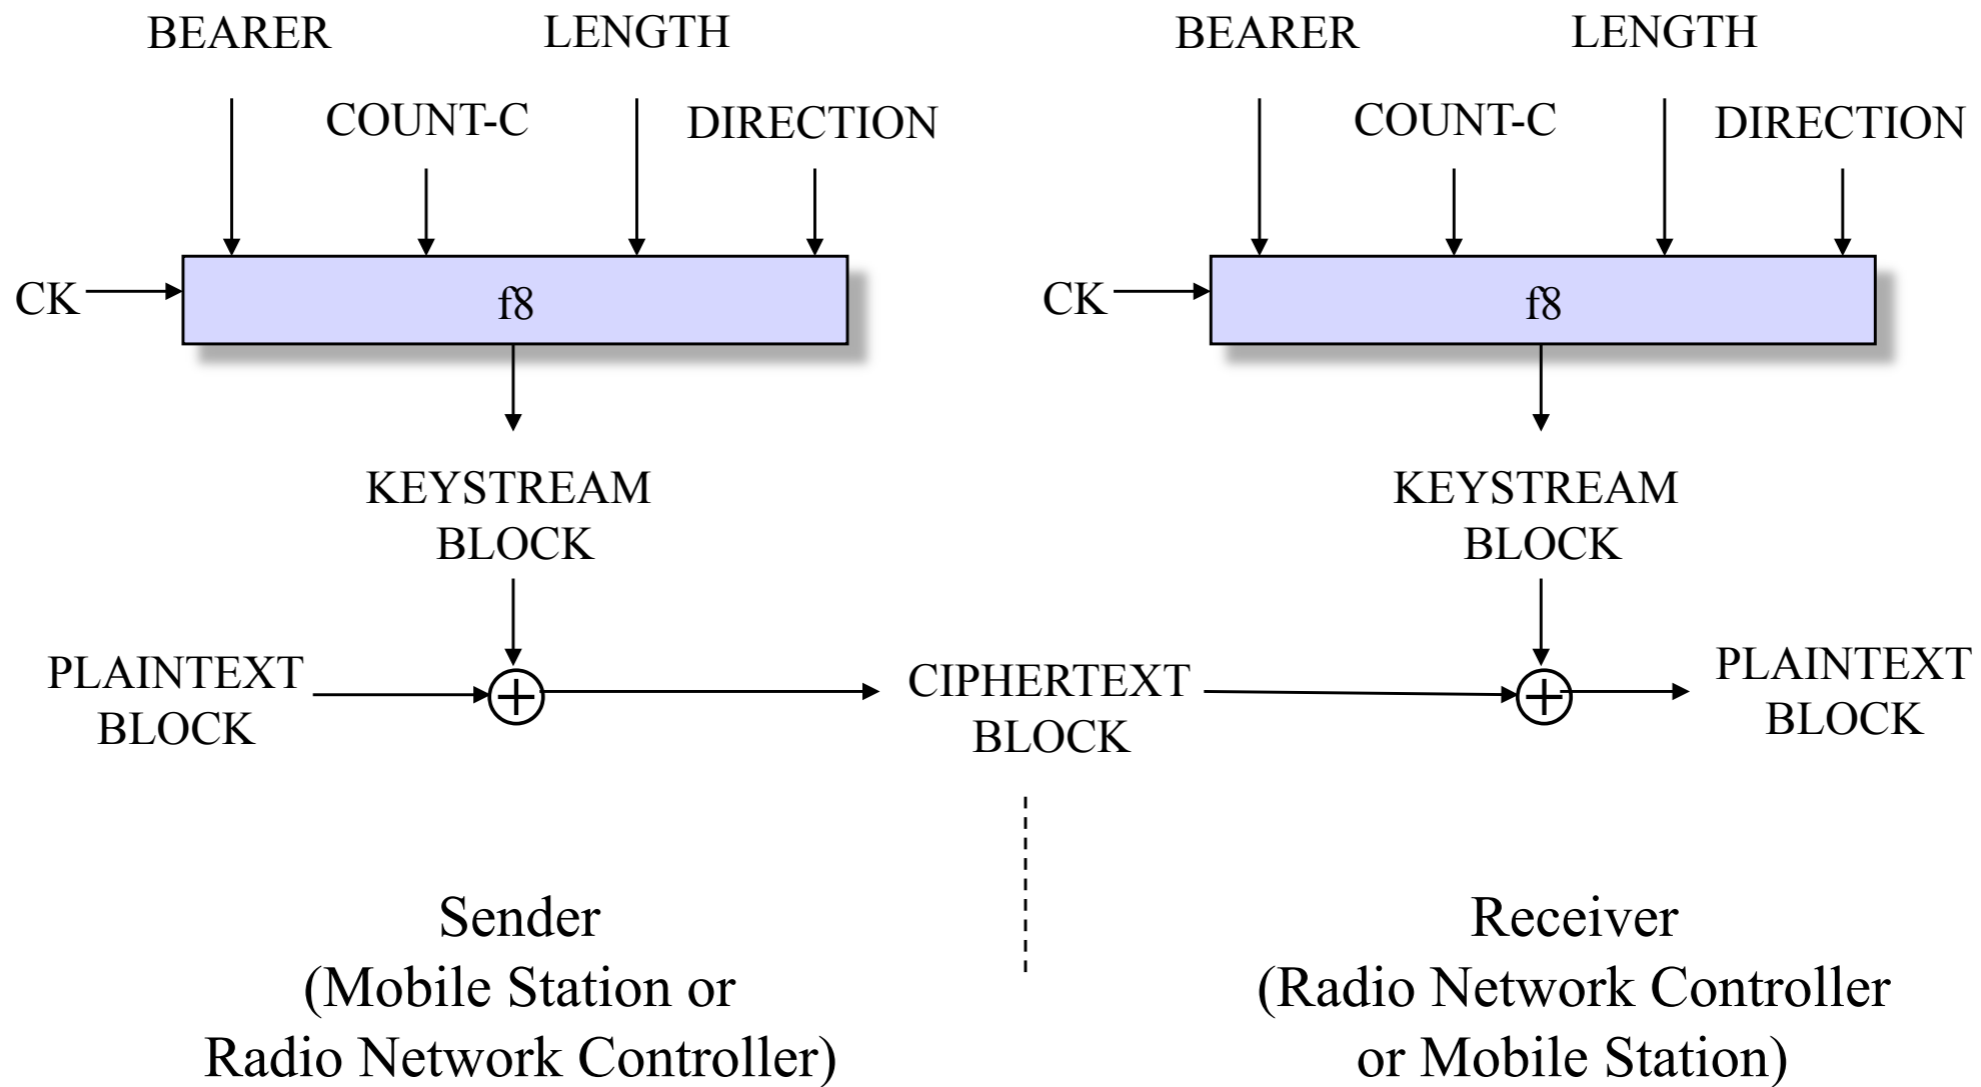 BEARER
LENGTH
COUNT-C
DIRECTION
CK
f8
KEYSTREAM
BLOCK
PLAINTEXT
BLOCK
CIPHERTEXT
BLOCK
Sender
(Mobile Station or
Radio Network Controller)
BEARER
LENGTH
COUNT-C
DIRECTION
CK
f8
KEYSTREAM
BLOCK
PLAINTEXT
BLOCK
Receiver
(Radio Network Controller
or Mobile Station)